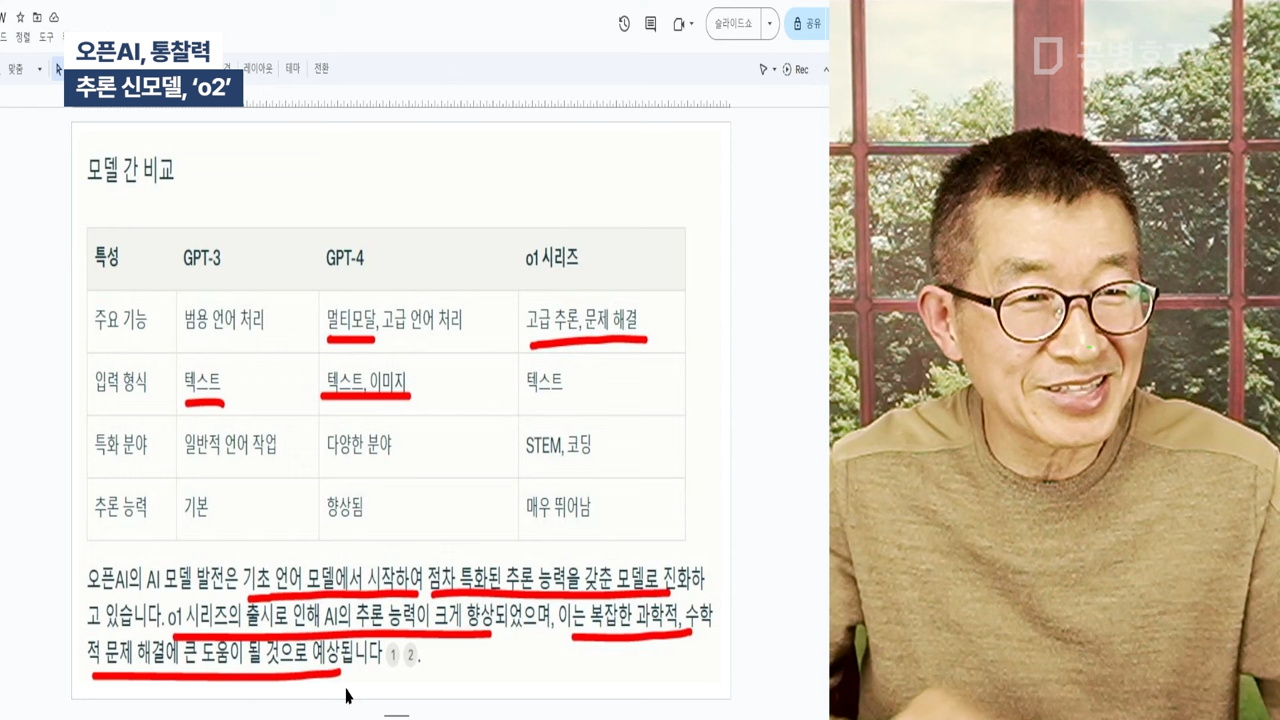 오픈AI, 통찰력
추론 신모델, ‘o2’
정렬 도구
슬라이드쇼
공유
맞춤
레이아웃
테마
전환
Rec
공병호TV
모델 간 비교
특성 GPT-3 GPT-4 o1 시리즈
주요 기능 범용 언어 처리 멀티모달, 고급 언어 처리 고급 추론, 문제 해결
입력 형식 텍스트 텍스트, 이미지 텍스트
특화 분야 일반적 언어 작업 다양한 분야 STEM, 코딩
추론 능력 기본 향상됨 매우 뛰어남
오픈AI의 AI 모델 발전은 기초 언어 모델에서 시작하여 점차 특화된 추론 능력을 갖춘 모델로 진화하
고 있습니다. o1 시리즈의 출시로 인해 AI의 추론 능력이 크게 향상되었으며, 이는 복잡한 과학적, 수학
적 문제 해결에 큰 도움이 될 것으로 예상됩니다 1 2 .